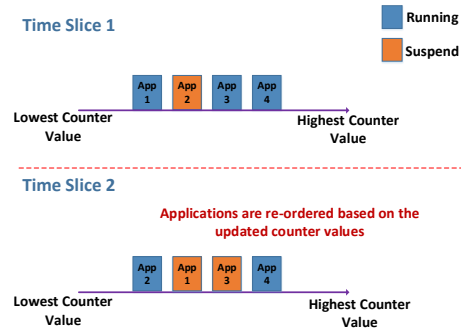 Time Slice 1
Running
Suspend
App 1
App 2
App 3
App 4
Lowest Counter
Value
Highest Counter
Value
Time Slice 2
Applications are re-ordered based on the
updated counter values
App 2
App 1
App 3
App 4
Lowest Counter
Value
Highest Counter
Value